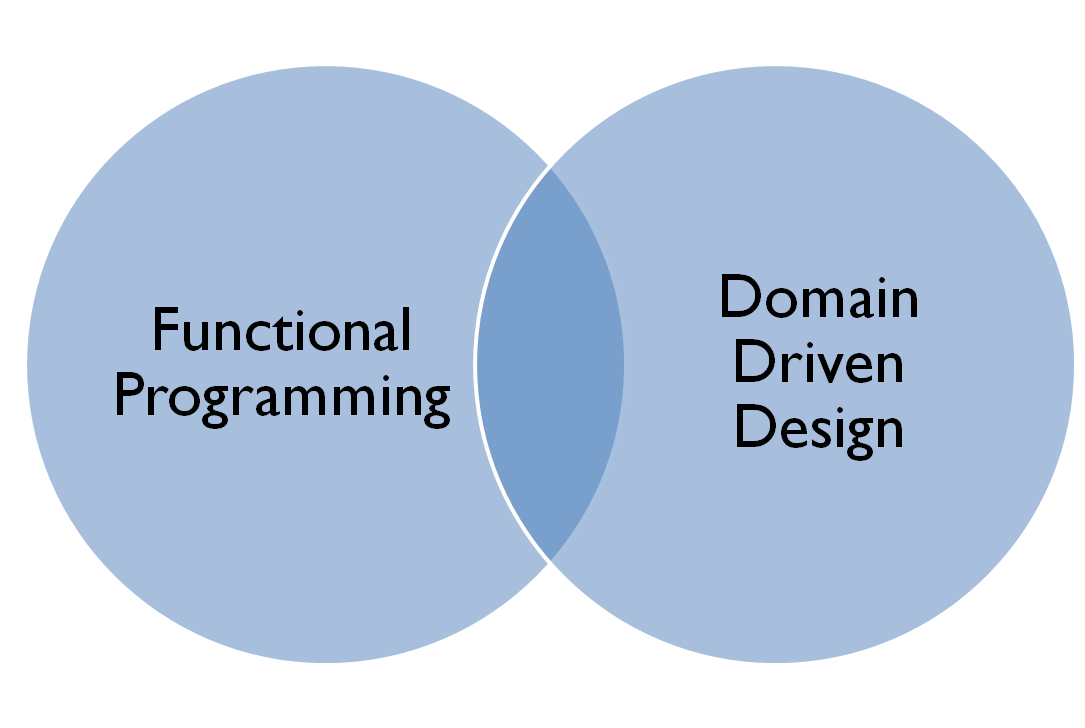 Functional
Programming
Domain
Driven
Design